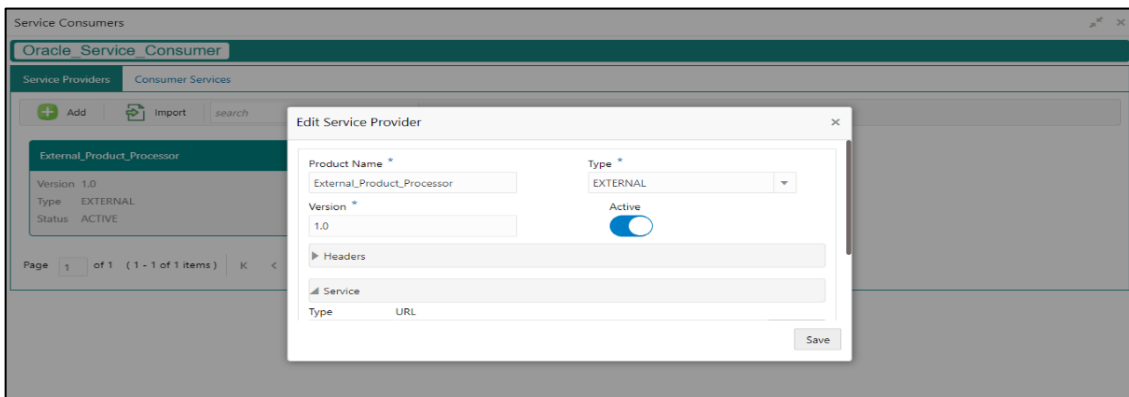 Service Consumers
Oracle_Service_Consumer
Service Providers Consumer Services
Add Import search
External_Product_Processor
Version 1.0
Type EXTERNAL
Status ACTIVE
Page 1 of 1 (1 - 1 of 1 items) K <
Edit Service Provider
Product Name * Type *
External_Product_Processor EXTERNAL
Version * Active
1.0
Headers
Service
Type URL
Save